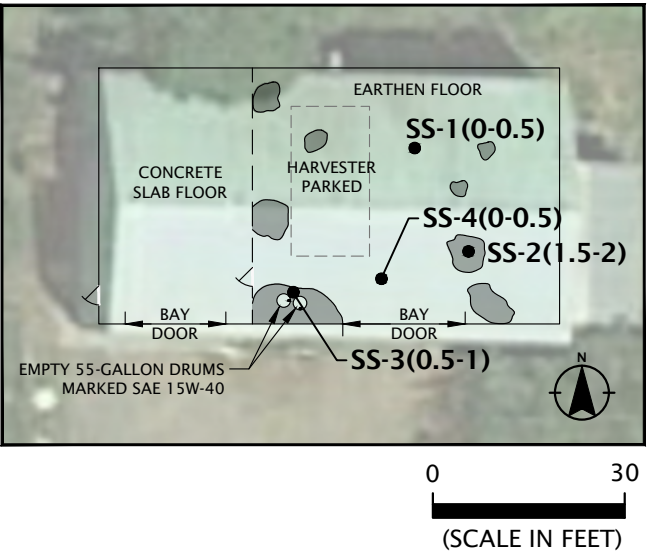 EARTHEN FLOOR
SS-1(0-0.5)
CONCRETE
SLAB FLOOR
HARVESTER
PARKED
SS-4(0-0.5)
SS-2(1.5-2)
BAY
DOOR
BAY
DOOR
EMPTY 55-GALLON DRUMS
MARKED SAE 15W-40
SS-3(0.5-1)
N
0 30
(SCALE IN FEET)